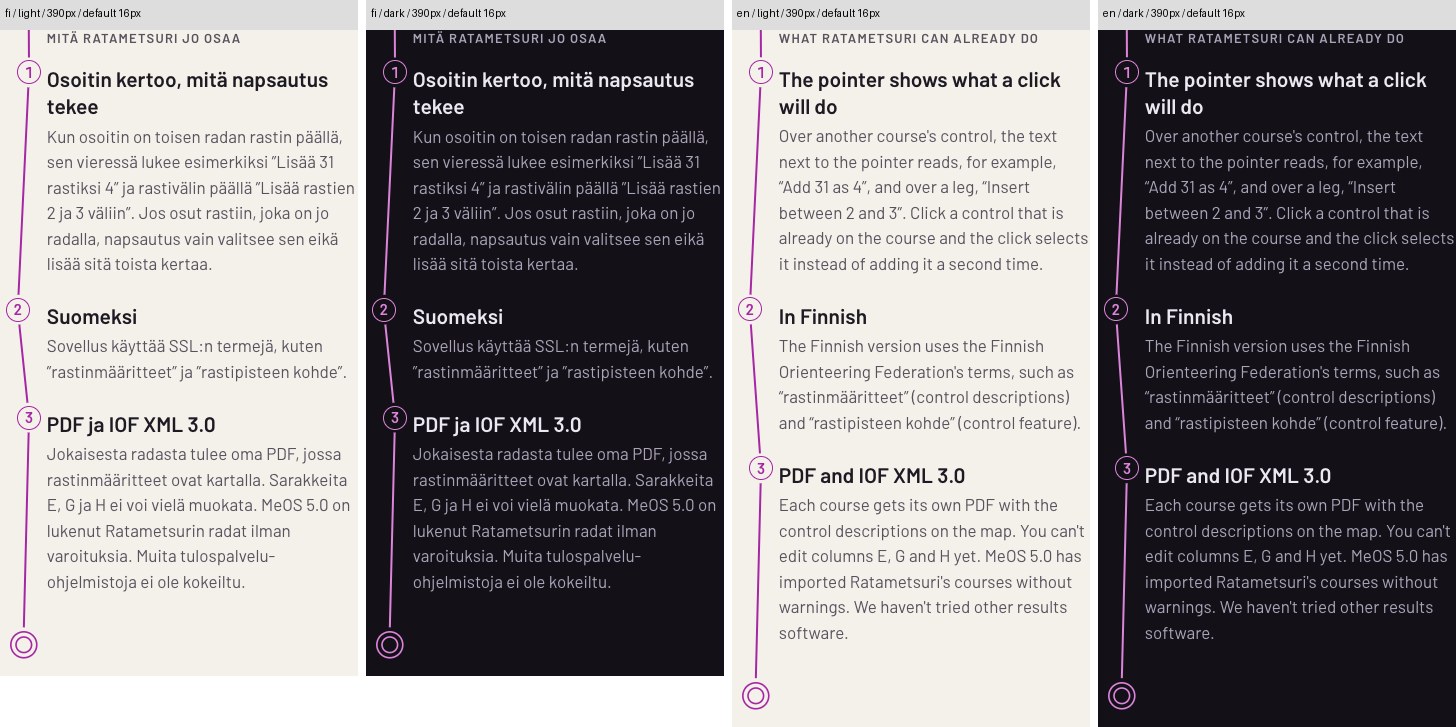 fi / light / 390px / default 16px
MITÄ RATAMETSURI JO OSAA
1
Osoitin kertoo, mitä napsautus
tekee
Kun osoitin on toisen radan rastin päällä,
sen vieressä lukee esimerkiksi ”Lisää 31
rastiksi 4” ja rastivälin päällä ”Lisää rastien
2 ja 3 väliin”. Jos osut rastiin, joka on jo
radalla, napsautus vain valitsee sen eikä
lisää sitä toista kertaa.
2
Suomeksi
Sovellus käyttää SSL:n termejä, kuten
”rastinmääritteet” ja ”rastipisteen kohde”.
3
PDF ja IOF XML 3.0
Jokaisesta radasta tulee oma PDF, jossa
rastinmääritteet ovat kartalla. Sarakkeita
E, G ja H ei voi vielä muokata. MeOS 5.0 on
lukenut Ratametsurin radat ilman
varoituksia. Muita tulospalvelu-
ohjelmistoja ei ole kokeiltu.
fi / dark / 390px / default 16px
MITÄ RATAMETSURI JO OSAA
1
Osoitin kertoo, mitä napsautus
tekee
Kun osoitin on toisen radan rastin päällä,
sen vieressä lukee esimerkiksi ”Lisää 31
rastiksi 4” ja rastivälin päällä ”Lisää rastien
2 ja 3 väliin”. Jos osut rastiin, joka on jo
radalla, napsautus vain valitsee sen eikä
lisää sitä toista kertaa.
2
Suomeksi
Sovellus käyttää SSL:n termejä, kuten
”rastinmääritteet” ja ”rastipisteen kohde”.
3
PDF ja IOF XML 3.0
Jokaisesta radasta tulee oma PDF, jossa
rastinmääritteet ovat kartalla. Sarakkeita
E, G ja H ei voi vielä muokata. MeOS 5.0 on
lukenut Ratametsurin radat ilman
varoituksia. Muita tulospalvelu-
ohjelmistoja ei ole kokeiltu.
en / light / 390px / default 16px
WHAT RATAMETSURI CAN ALREADY DO
1
The pointer shows what a click
will do
Over another course's control, the text
next to the pointer reads, for example,
“Add 31 as 4”, and over a leg, “Insert
between 2 and 3”. Click a control that is
already on the course and the click selects
it instead of adding it a second time.
2
In Finnish
The Finnish version uses the Finnish
Orienteering Federation's terms, such as
“rastinmääritteet” (control descriptions)
and “rastipisteen kohde” (control feature).
3
PDF and IOF XML 3.0
Each course gets its own PDF with the
control descriptions on the map. You can't
edit columns E, G and H yet. MeOS 5.0 has
imported Ratametsuri's courses without
warnings. We haven't tried other results
software.
en / dark / 390px / default 16px
WHAT RATAMETSURI CAN ALREADY DO
1
The pointer shows what a click
will do
Over another course's control, the text
next to the pointer reads, for example,
“Add 31 as 4”, and over a leg, “Insert
between 2 and 3”. Click a control that is
already on the course and the click selects
it instead of adding it a second time.
2
In Finnish
The Finnish version uses the Finnish
Orienteering Federation's terms, such as
“rastinmääritteet” (control descriptions)
and “rastipisteen kohde” (control feature).
3
PDF and IOF XML 3.0
Each course gets its own PDF with the
control descriptions on the map. You can't
edit columns E, G and H yet. MeOS 5.0 has
imported Ratametsuri's courses without
warnings. We haven't tried other results
software.